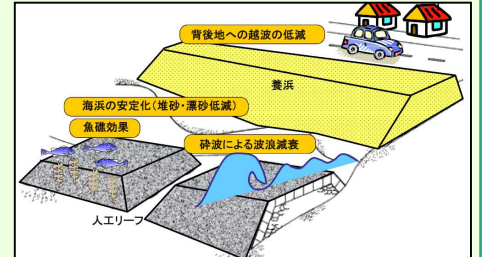 背後地への越波の低減
養浜
海浜の安定化(堆砂・漂砂低減)
魚礁効果
砕波による波浪減衰
人工リーフ